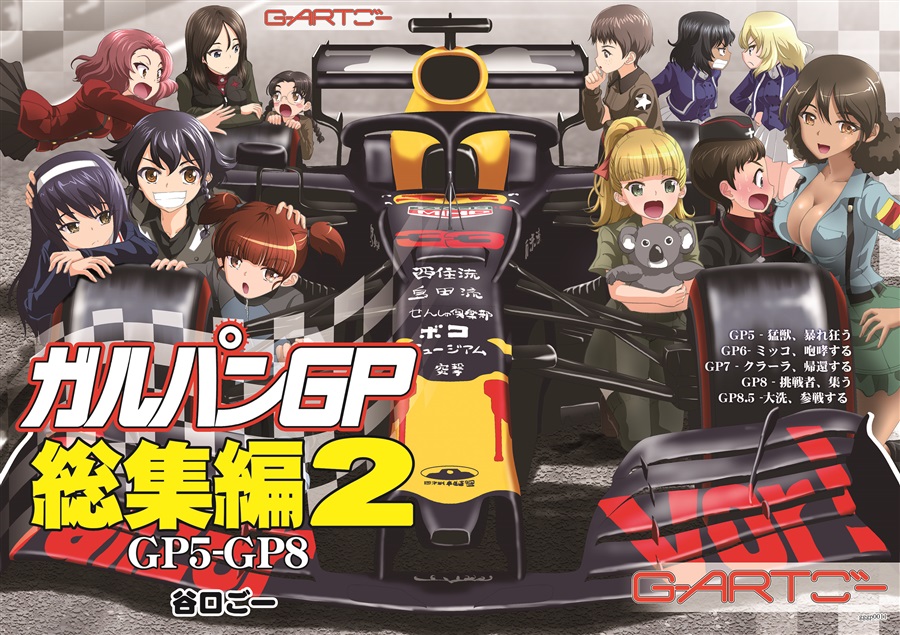 G-ARTごー
33
西住流
島田流
せんしゃ倶楽部
ボコ
ミュージアム
突撃
GP5 - 猛獣、暴れ狂う
GP6- ミッコ、咆哮する
GP7 - クラーラ、帰還する
GP8 - 挑戦者、集う
GP8.5 -大洗、参戦する
ガルパンGP
総集編2
GP5-GP8
谷口ごー
von!
G-ARTごー